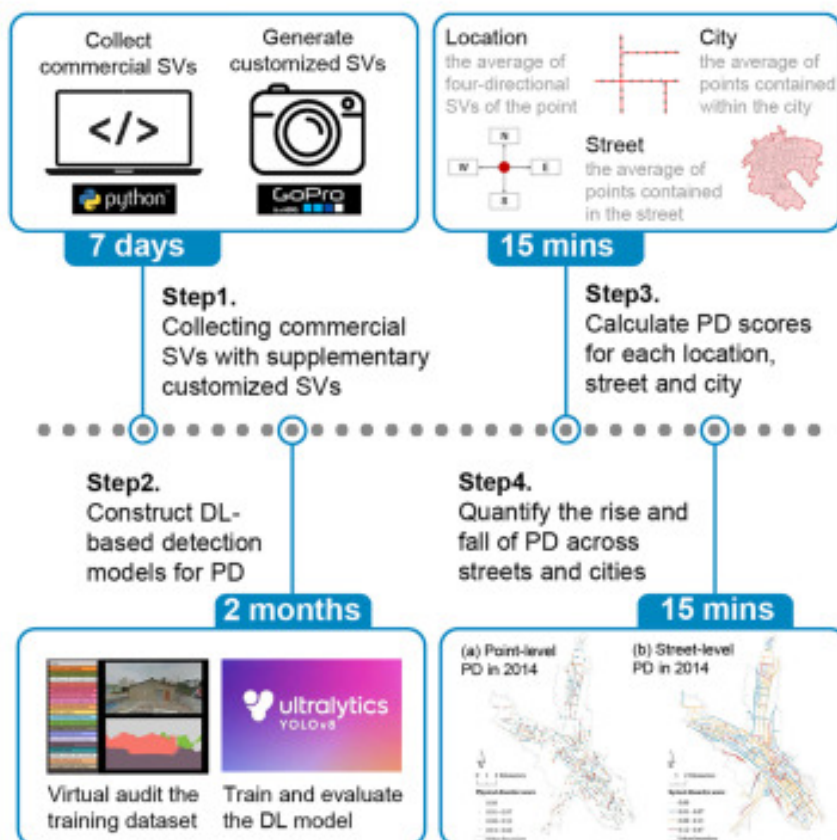 Collect
commercial SVs
Generate
customized SVs
</>
python
GoPro
7 days
Location
the average of
four-directional
SVs of the point
City
the average of
points contained
within the city
N
W
E
S
Street
the average of
points contained
in the street
15 mins
Step1.
Collecting commercial
SVs with supplementary
customized SVs
Step3.
Calculate PD scores
for each location,
street and city
Step2.
Construct DL-
based detection
models for PD
Step4.
Quantify the rise and
fall of PD across
streets and cities
2 months
ultralytics
YOLOv8
Virtual audit the
training dataset
Train and evaluate
the DL model
15 mins
(a) Point-level
PD in 2014
(b) Street-level
PD in 2014